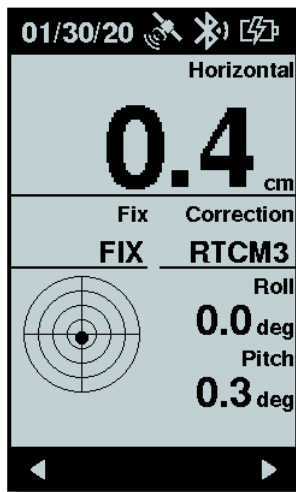 01/30/20
Horizontal
0.4 cm
Fix Correction
FIX RTCM3
Roll
0.0 deg
Pitch
0.3 deg